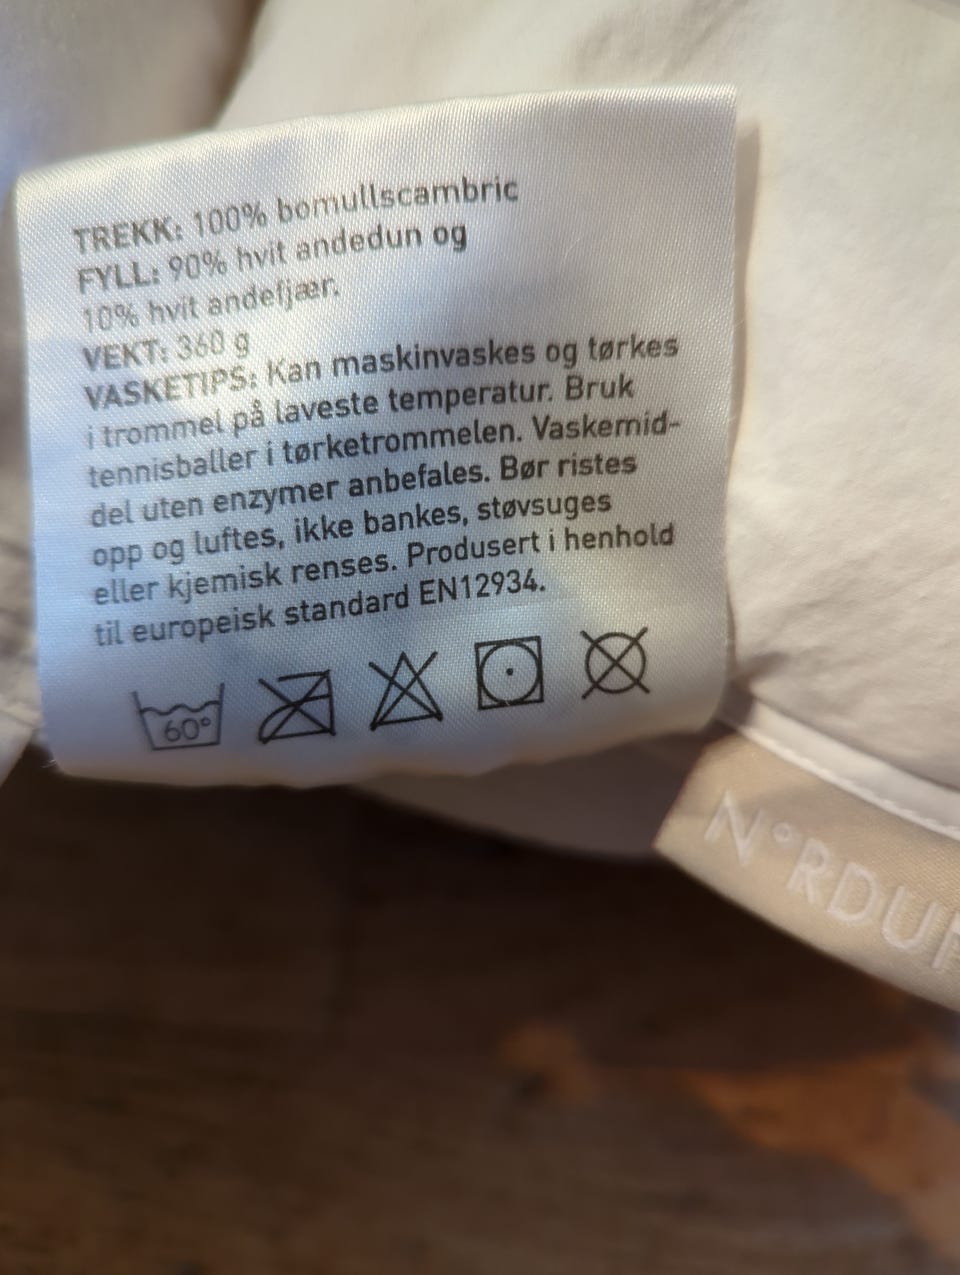 TREKK: 100% bomullscambric
FYLL: 90% hvit andedun og
10% hvit andefjær.
VEKT: 360 g
VASKETIPS: Kan maskinvaskes og tørkes
i trommel på laveste temperatur. Bruk
tennisballer i tørketrommelen. Vaskemid-
del uten enzymer anbefales. Bør ristes
opp og luftes, ikke bankes, støvsuges
eller kjemisk renses. Produsert i henhold
til europeisk standard EN12934.
60°
N°RDUN